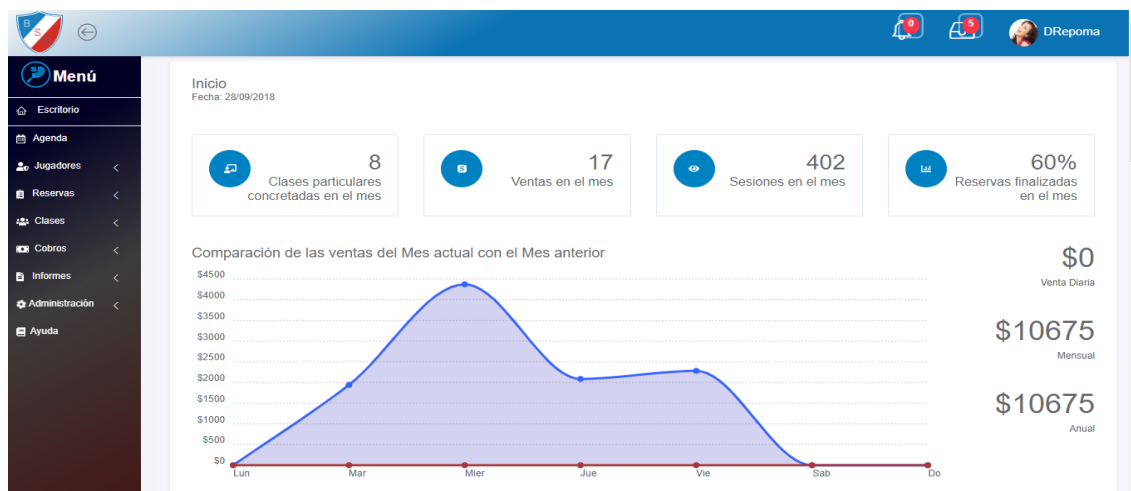 B
S
0
5
DRepoma
Menú
Escritorio
Agenda
Jugadores
Reservas
Clases
Cobros
Informes
Administración
Ayuda
Inicio
Fecha: 28/09/2018
8
Clases particulares
concretadas en el mes
17
Ventas en el mes
402
Sesiones en el mes
60%
Reservas finalizadas
en el mes
Comparación de las ventas del Mes actual con el Mes anterior
$4500
$4000
$3500
$3000
$2500
$2000
$1500
$1000
$500
$0
Lun Mar Mier Jue Vie Sab Do
$0
Venta Diaria
$10675
Mensual
$10675
Anual